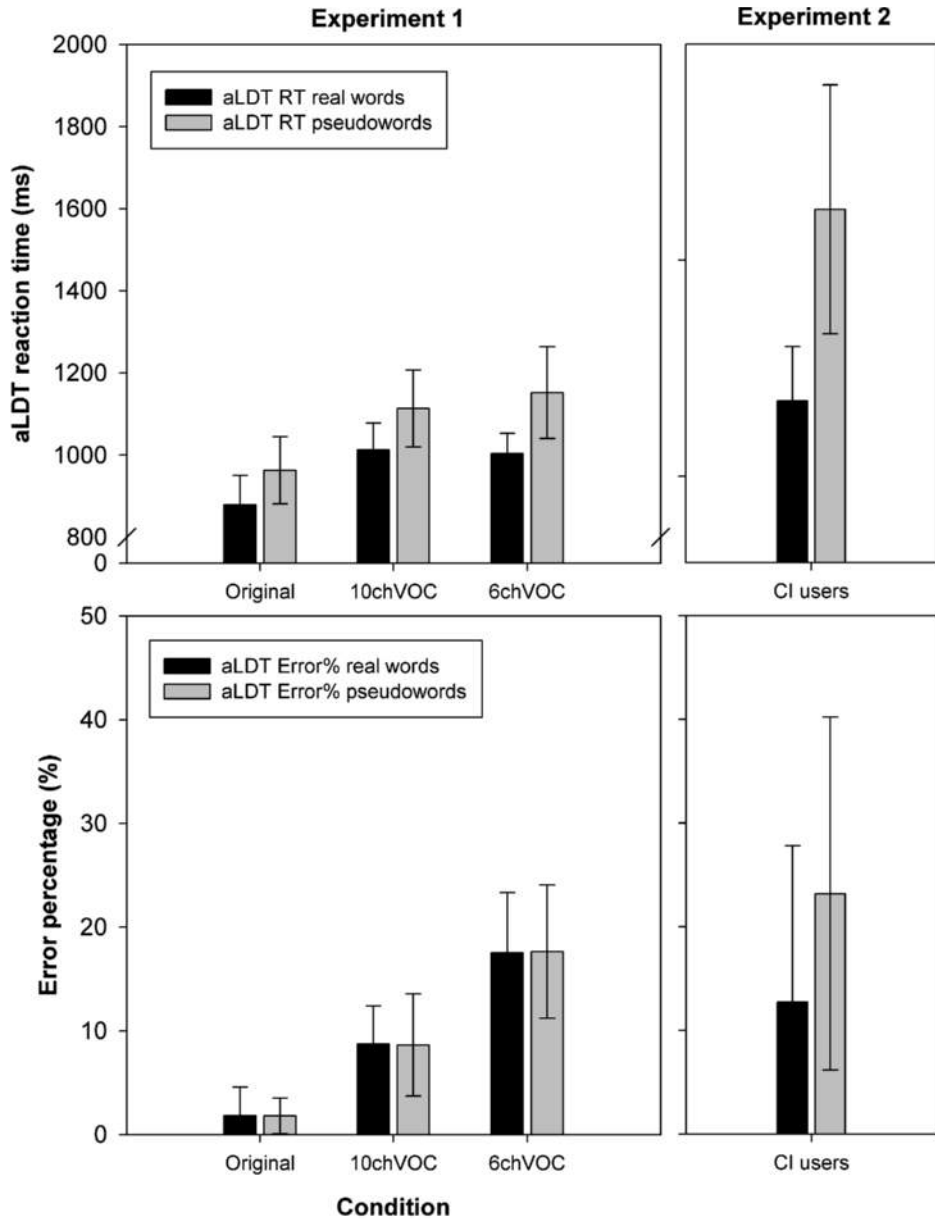 Experiment 1
Experiment 2
aLDT reaction time (ms)
2000
1800
1600
1400
1200
1000
800
0
aLDT RT real words
aLDT RT pseudowords
Original
10chVOC
6chVOC
CI users
Error percentage (%)
50
40
30
20
10
0
aLDT Error% real words
aLDT Error% pseudowords
Original
10chVOC
6chVOC
CI users
Condition